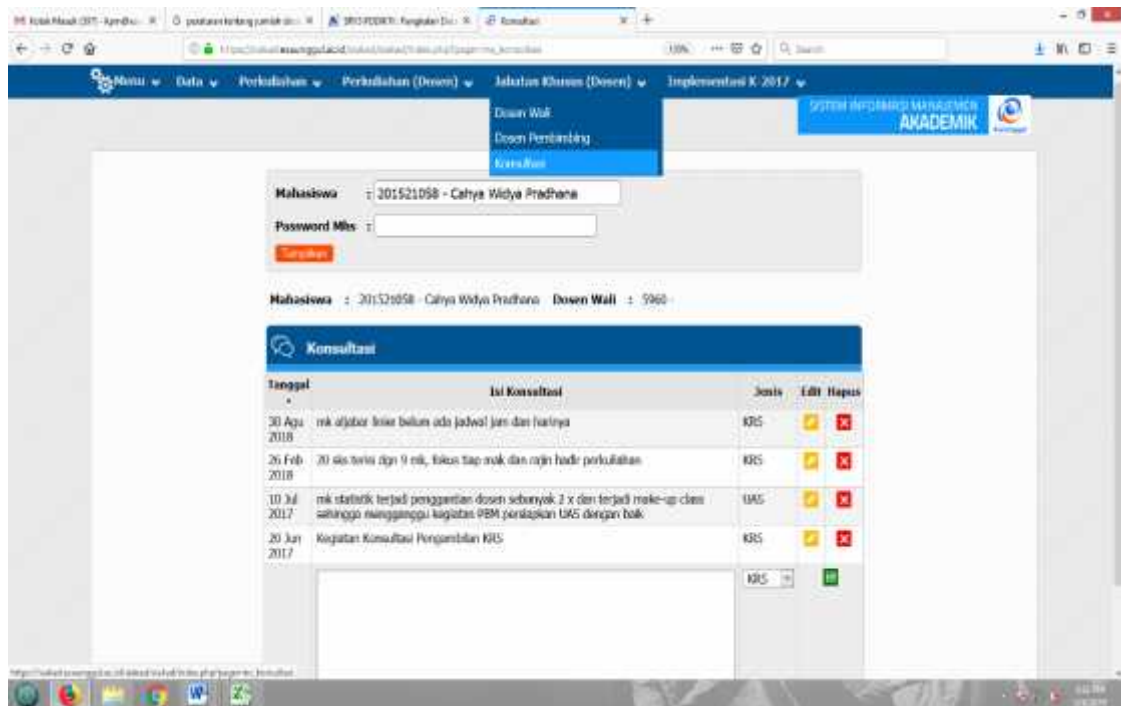 Konsultasi
Menu Data Perkuliahan Perkuliahan (Dosen) Jabatan Khusus (Dosen) Implementasi K-2017
Dosen Wali
Dosen Pembimbing
Konsultasi
SISTEM INFORMASI MANAJEMEN
AKADEMIK
Mahasiswa : 201521058 - Cahya Widya Pradhana
Password Mhs :
Tampilkan
Mahasiswa : 201521058 - Cahya Widya Pradhana Dosen Wali : 5960 -
Konsultasi
Tanggal Isi Konsultasi Jenis Edit Hapus
30 Agu 2018 mk aljabar linier belum ada jadwal jam dan harinya KRS
26 Feb 2018 20 sks terisi dgn 9 mk, fokus tiap mak dan rajin hadir perkuliahan KRS
10 Jul 2017 mk statistik terjadi penggantian dosen sebanyak 2 x dan terjadi make-up class UAS
sehingga mengganggu kegiatan PBM persiapkan UAS dengan baik
20 Jun 2017 Kegiatan Konsultasi Pengambilan KRS KRS
KRS